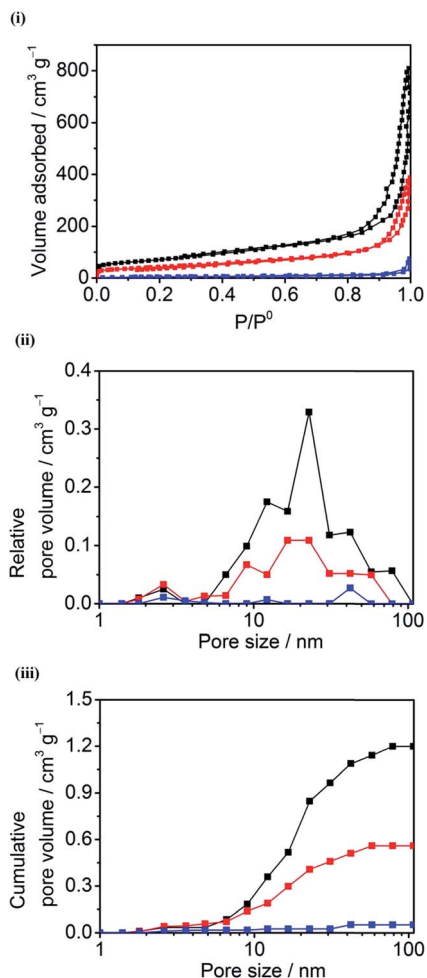 (i)
Volume adsorbed / cm³ g⁻¹
800
600
400
200
0
0.0 0.2 0.4 0.6 0.8 1.0
P/P⁰
(ii)
Relative
pore volume / cm³ g⁻¹
0.4
0.3
0.2
0.1
0.0
1 10 100
Pore size / nm
(iii)
Cumulative
pore volume / cm³ g⁻¹
1.5
1.2
0.9
0.6
0.3
0.0
1 10 100
Pore size / nm